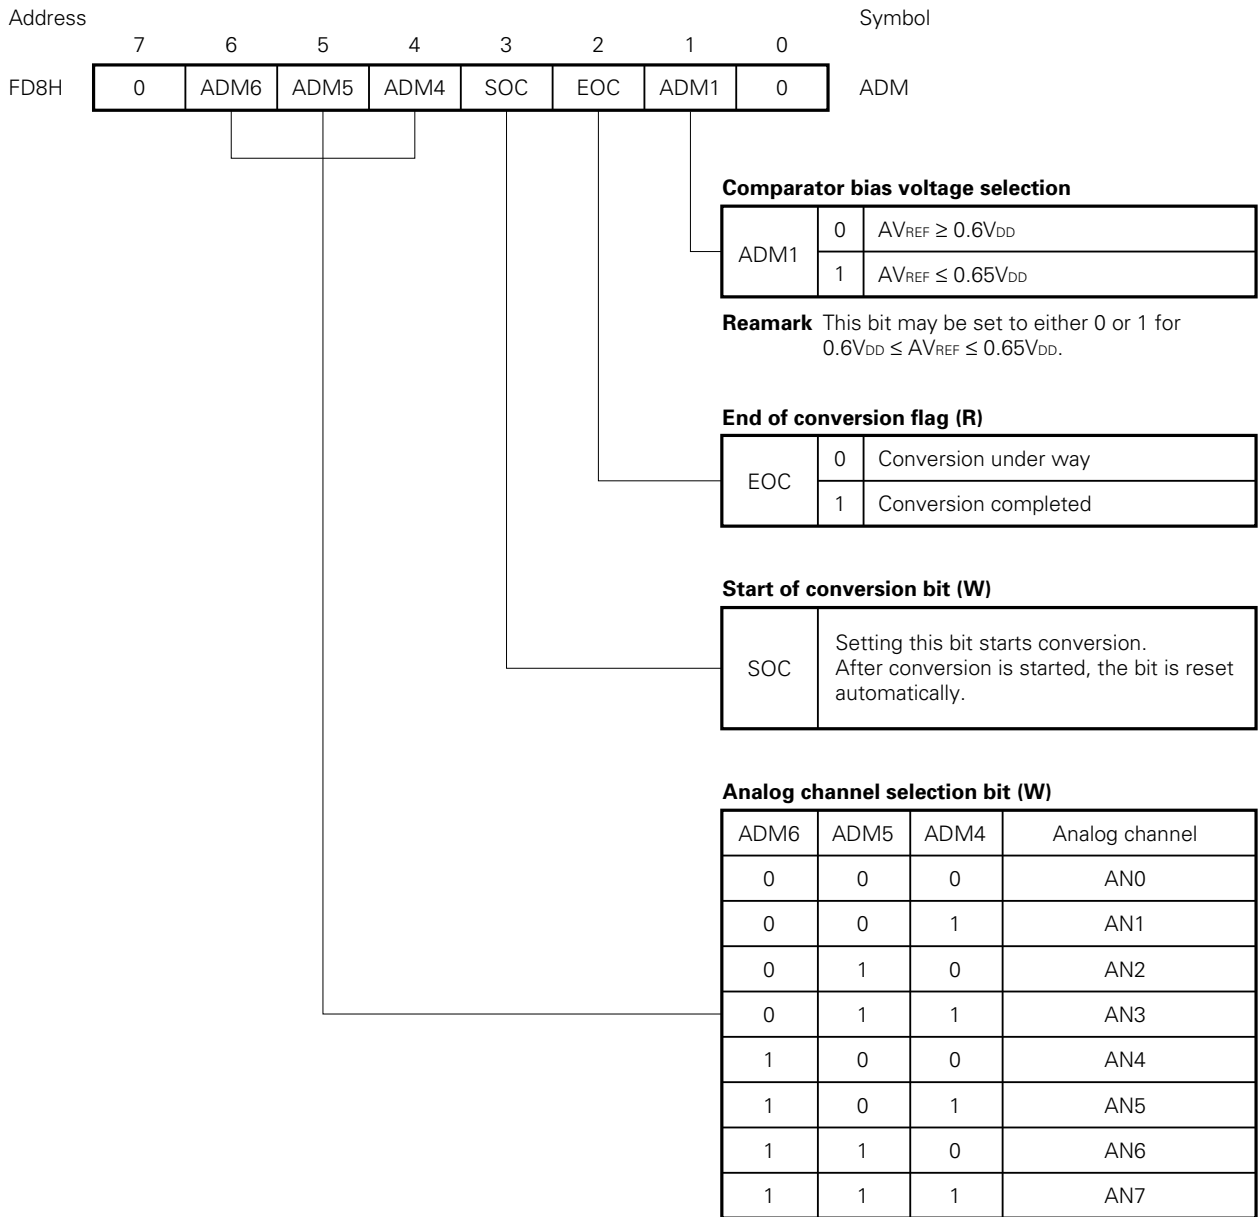 Address Symbol
7 6 5 4 3 2 1 0
FD8H 0 ADM6 ADM5 ADM4 SOC EOC ADM1 0 ADM
Comparator bias voltage selection
ADM1
0 AVREF ≥ 0.6VDD
1 AVREF ≤ 0.65VDD
Reamark This bit may be set to either 0 or 1 for
0.6VDD ≤ AVREF ≤ 0.65VDD.
End of conversion flag (R)
EOC
0 Conversion under way
1 Conversion completed
Start of conversion bit (W)
SOC
Setting this bit starts conversion.
After conversion is started, the bit is reset
automatically.
Analog channel selection bit (W)
ADM6 ADM5 ADM4 Analog channel
0 0 0 AN0
0 0 1 AN1
0 1 0 AN2
0 1 1 AN3
1 0 0 AN4
1 0 1 AN5
1 1 0 AN6
1 1 1 AN7